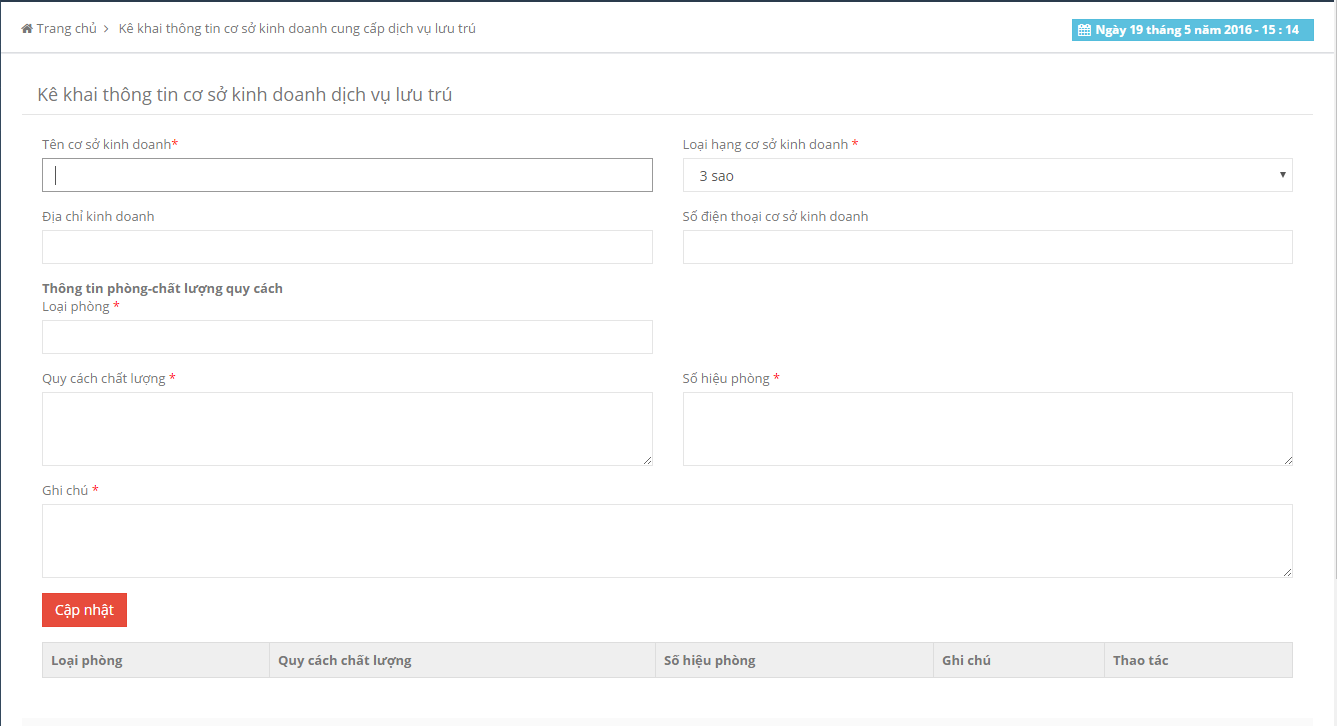 Trang chủ > Kê khai thông tin cơ sở kinh doanh cung cấp dịch vụ lưu trú
Ngày 19 tháng 5 năm 2016 - 15 : 14
Kê khai thông tin cơ sở kinh doanh dịch vụ lưu trú
Tên cơ sở kinh doanh* Loại hạng cơ sở kinh doanh *
3 sao
Địa chỉ kinh doanh Số điện thoại cơ sở kinh doanh
Thông tin phòng-chất lượng quy cách
Loại phòng *
Quy cách chất lượng * Số hiệu phòng *
Ghi chú *
Cập nhật
Loại phòng Quy cách chất lượng Số hiệu phòng Ghi chú Thao tác